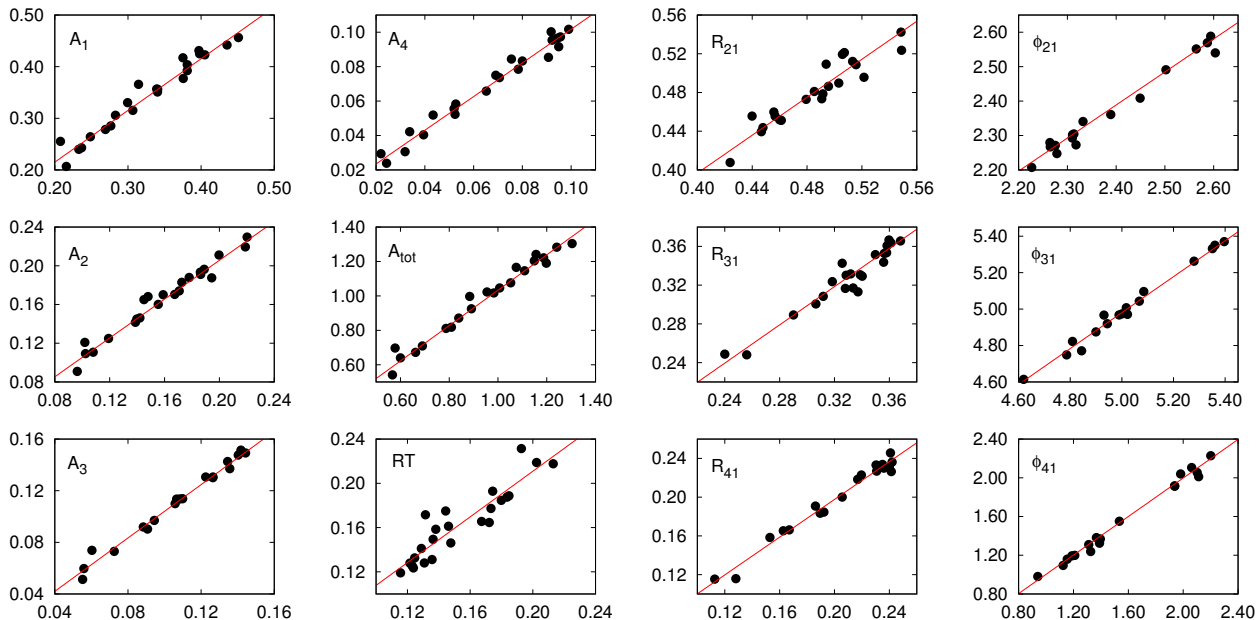 0.50 0.40 0.30 0.20
A1
0.20 0.30 0.40 0.50
0.10 0.08 0.06 0.04 0.02
A4
0.02 0.04 0.06 0.08 0.10
0.56 0.52 0.48 0.44 0.40
R21
0.40 0.44 0.48 0.52 0.56
2.60 2.50 2.40 2.30 2.20
ϕ21
2.20 2.30 2.40 2.50 2.60
0.24 0.20 0.16 0.12 0.08
A2
0.08 0.12 0.16 0.20 0.24
1.40 1.20 1.00 0.80 0.60
Atot
0.60 0.80 1.00 1.20 1.40
0.36 0.32 0.28 0.24
R31
0.24 0.28 0.32 0.36
5.40 5.20 5.00 4.80 4.60
ϕ31
4.60 4.80 5.00 5.20 5.40
0.16 0.12 0.08 0.04
A3
0.04 0.08 0.12 0.16
0.24 0.20 0.16 0.12
RT
0.12 0.16 0.20 0.24
0.24 0.20 0.16 0.12
R41
0.12 0.16 0.20 0.24
2.40 2.00 1.60 1.20 0.80
ϕ41
0.80 1.20 1.60 2.00 2.40